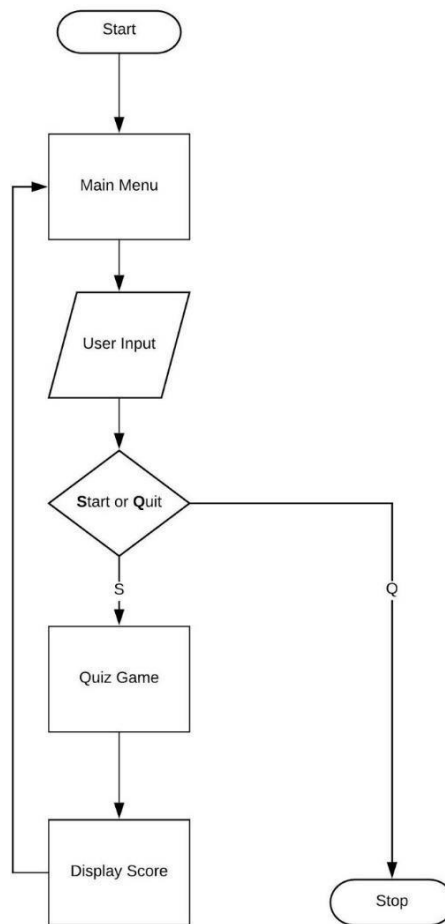 Start
Main Menu
User Input
Start or Quit
S
Q
Quiz Game
Display Score
Stop